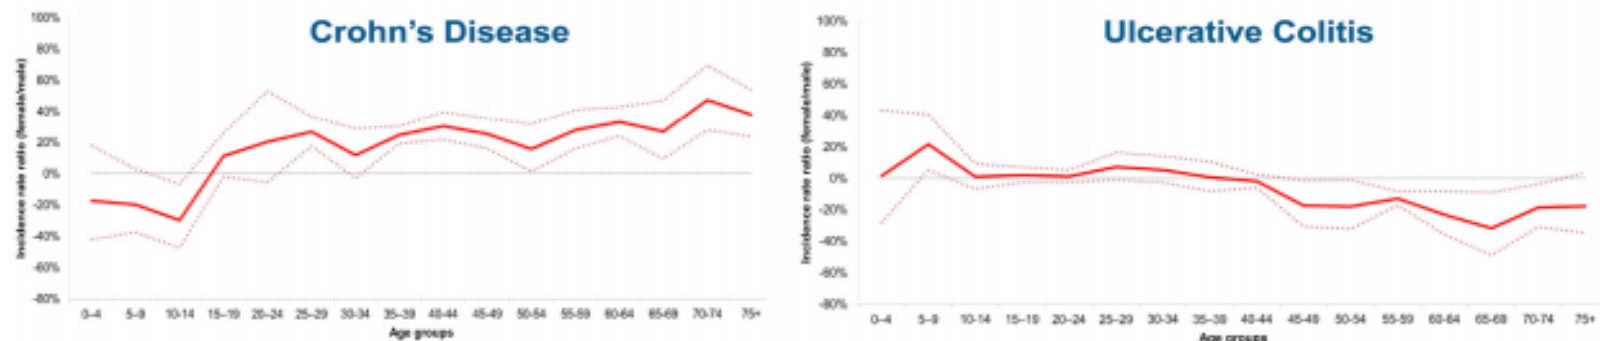 Crohn's Disease
Incidence rate ratio (female/male)
100%
80%
60%
40%
20%
0%
-20%
-40%
-60%
-80%
0–4 5–9 10-14 15–19 20–24 25–29 30-34 35–39 40-44 45-49 50-54 55-59 60-64 65-69 70-74 75+
Age groups
Ulcerative Colitis
Incidence rate ratio (female/male)
100%
80%
60%
40%
20%
0%
-20%
-40%
-60%
-80%
0–4 5–9 10-14 15–19 20–24 25–29 30-34 35–39 40-44 45-49 50-54 55-59 60-64 65-69 70-74 75+
Age groups